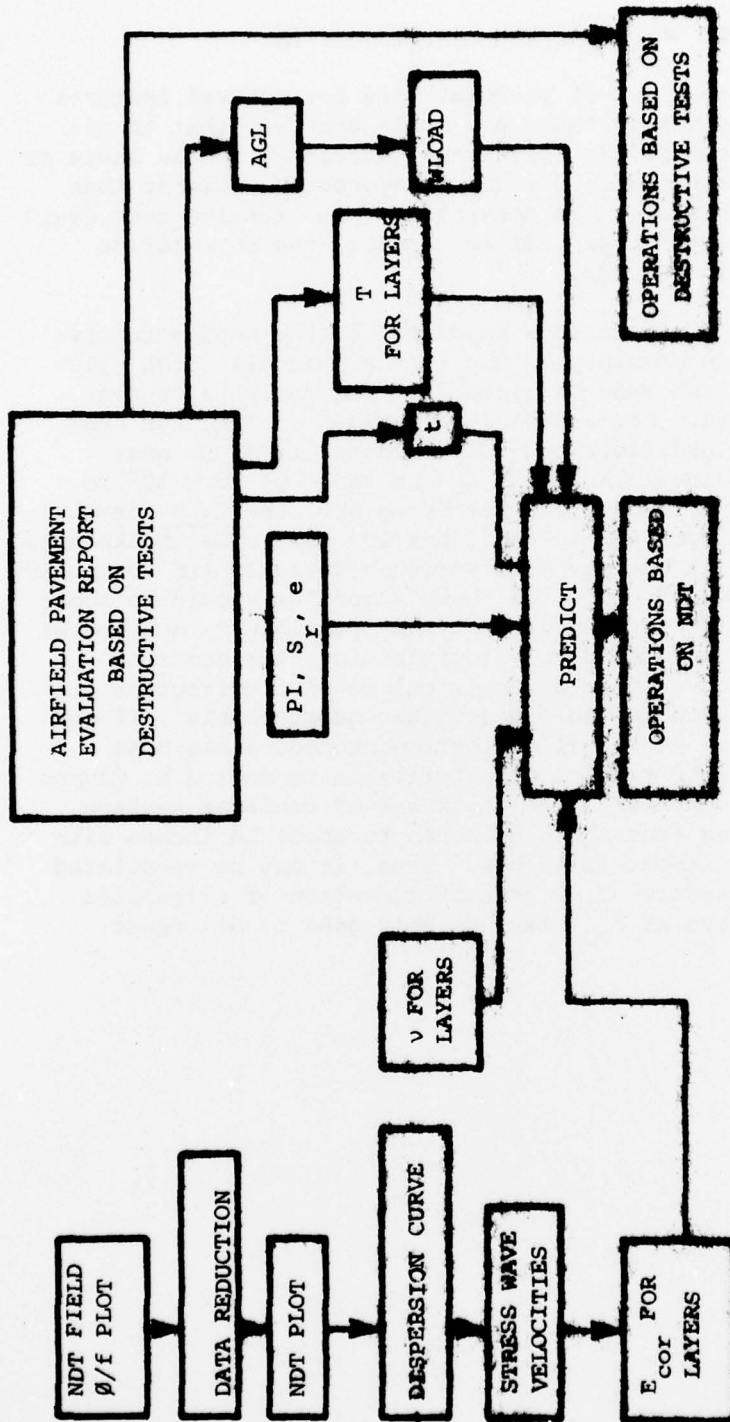 NDT FIELD
Ø/f PLOT
DATA REDUCTION
NDT PLOT
DESPERSION CURVE
STRESS WAVE
VELOCITIES
E cor FOR
LAYERS
ν FOR
LAYERS
AIRFIELD PAVEMENT
EVALUATION REPORT
BASED ON
DESTRUCTIVE TESTS
PI, Sr, e
t
T
FOR LAYERS
AGL
WLOAD
PREDICT
OPERATIONS BASED
ON NDT
OPERATIONS BASED ON
DESTRUCTIVE TESTS